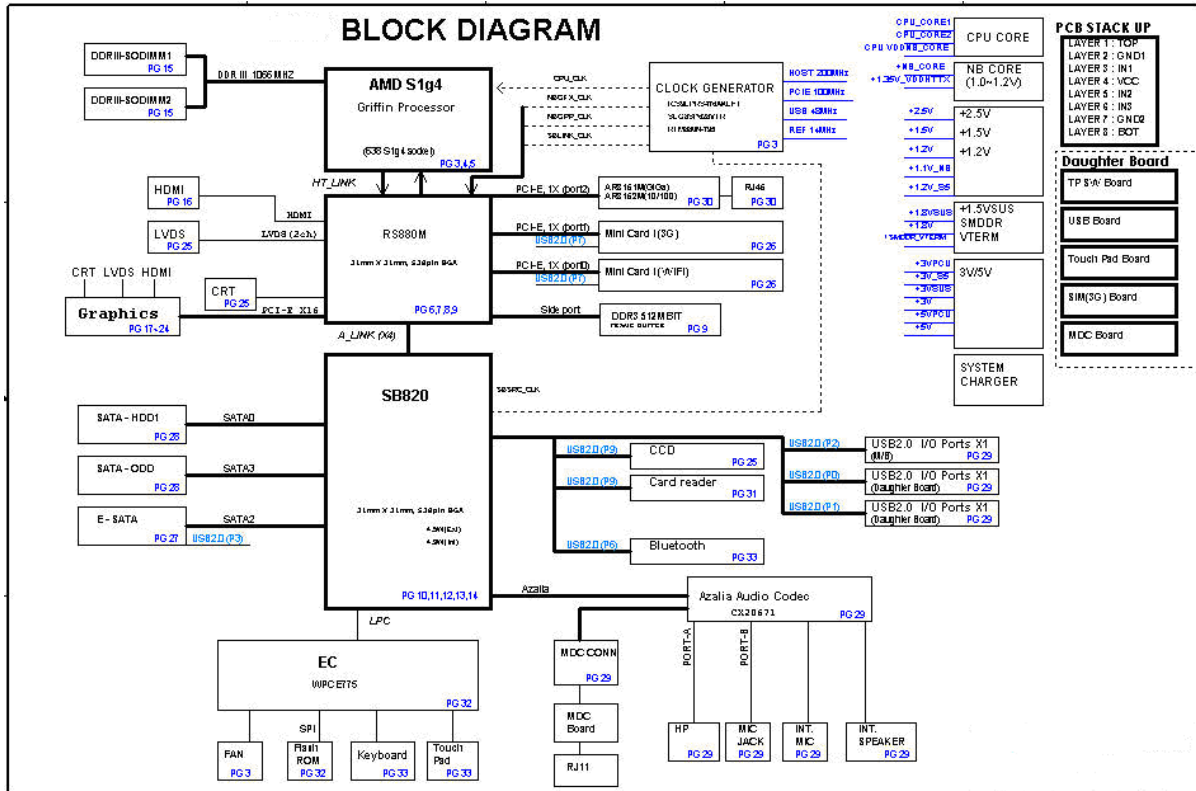 BLOCK DIAGRAM
DDRIII-SODIMM1
PG 15
DDRIII-SODIMM2
PG 15
DDR III 1066 MHZ
AMD S1g4
Griffin Processor
(638 S1g4 socket)
PG 3,4,5
CPU_CLK
NBGFX_CLK
NBGPP_CLK
SBLINK_CLK
CLOCK GENERATOR
PG 3
HOST 200MHz
PCIE 100MHz
USB 48MHz
REF 14MHz
CPU_CORE1
CPU_CORE2
CPU VDDNB_CORE
CPU CORE
+NB_CORE
NB CORE
(1.0~1.2V)
+2.5V
+1.5V
+1.2V
+1.1V_NB
+1.2V_S5
+2.5V
+1.5V
+1.2V
+1.8VSUS
+1.8V
+1.5VSUS
SMDDR
VTERM
+3VPCU
+3V_S5
+3VSUS
+3V
+5VPCU
+5V
3V/5V
SYSTEM
CHARGER
PCB STACK UP
LAYER 1 : TOP
LAYER 2 : GND1
LAYER 3 : IN1
LAYER 4 : VCC
LAYER 5 : IN2
LAYER 6 : IN3
LAYER 7 : GND2
LAYER 8 : BOT
Daughter Board
TP SW Board
USB Board
Touch Pad Board
SIM(3G) Board
MDC Board
HT_LINK
HDMI
PG 16
HDMI
LVDS
PG 25
LVDS (2ch)
CRT LVDS HDMI
CRT
PG 25
Graphics
PG 17~24
PCI-E X16
RS880M
PG 6,7,8,9
PCI-E, 1X (port2)
PG 30
RJ45
PG 30
PCI-E, 1X (port1)
USB2.0 (P7)
Mini Card I(3G)
PG 26
PCI-E, 1X (port0)
USB2.0 (P7)
Mini Card I(WIFI)
PG 26
Side port
DDR3 512MBIT
PG 9
A_LINK (X4)
SB820
SBSRC_CLK
PG 10,11,12,13,14
SATA - HDD1
PG 28
SATA0
SATA - ODD
PG 28
SATA3
E - SATA
PG 27
SATA2
USB2.0 (P3)
USB2.0 (P9)
CCD
PG 25
USB2.0 (P9)
Card reader
PG 31
USB2.0 (P6)
Bluetooth
PG 33
USB2.0 (P2)
USB2.0 I/O Ports X1
(M/B)
PG 29
USB2.0 (P0)
USB2.0 I/O Ports X1
(Daughter Board)
PG 29
USB2.0 (P1)
USB2.0 I/O Ports X1
(Daughter Board)
PG 29
Azalia
Azalia Audio Codec
CX20671
PG 29
LPC
EC
WPCE775
PG 32
SPI
FAN
PG 3
Flash
ROM
PG 32
Keyboard
PG 33
Touch
Pad
PG 33
MDC CONN
PG 29
MDC
Board
RJ11
PORT-A
PORT-B
HP
PG 29
MIC
JACK
PG 29
INT.
MIC
PG 29
INT.
SPEAKER
PG 29